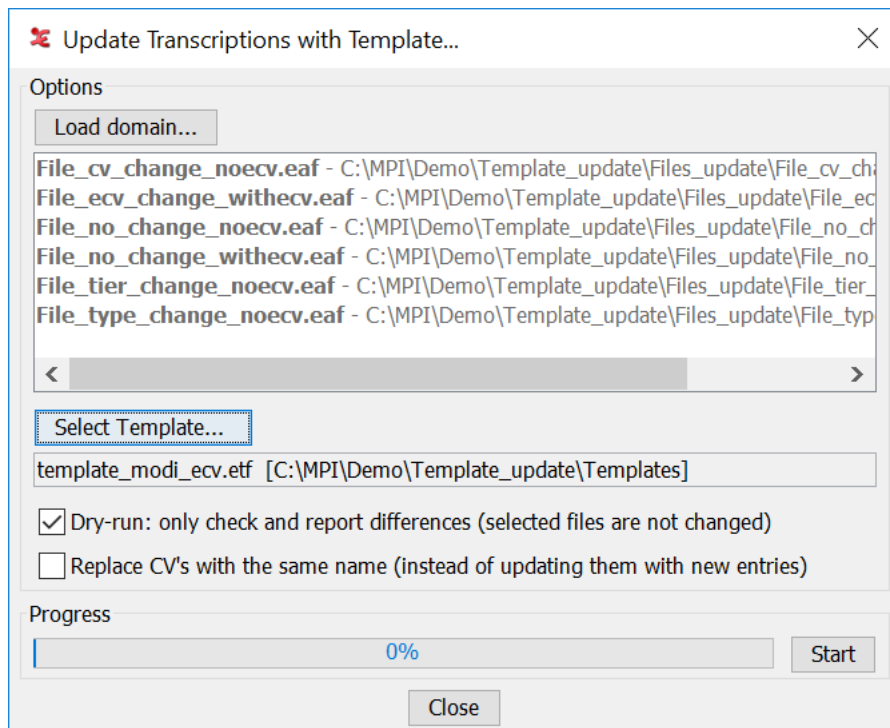 Update Transcriptions with Template...
Options
Load domain...
File_cv_change_noecv.eaf - C:\MPI\Demo\Template_update\Files_update\File_cv_cha
File_ecv_change_withecv.eaf - C:\MPI\Demo\Template_update\Files_update\File_ec
File_no_change_noecv.eaf - C:\MPI\Demo\Template_update\Files_update\File_no_ch
File_no_change_withecv.eaf - C:\MPI\Demo\Template_update\Files_update\File_no_
File_tier_change_noecv.eaf - C:\MPI\Demo\Template_update\Files_update\File_tier_
File_type_change_noecv.eaf - C:\MPI\Demo\Template_update\Files_update\File_type
Select Template...
template_modi_ecv.etf [C:\MPI\Demo\Template_update\Templates]
Dry-run: only check and report differences (selected files are not changed)
Replace CV's with the same name (instead of updating them with new entries)
Progress
0%
Start
Close